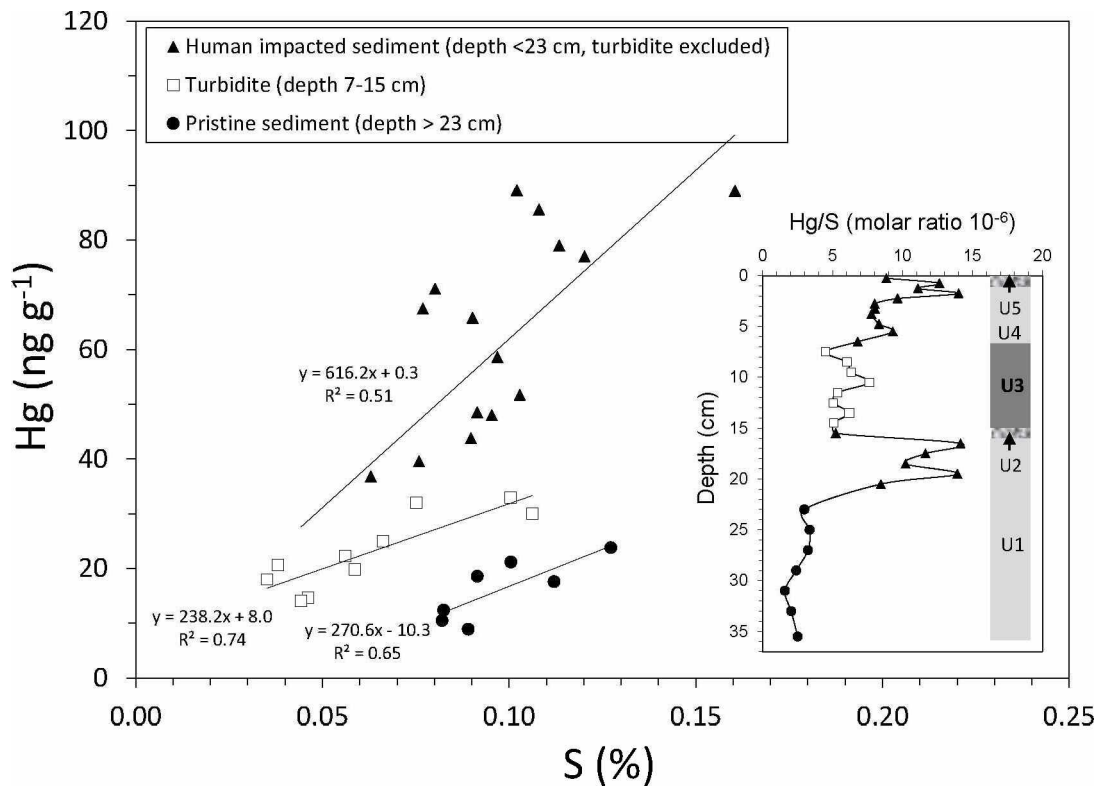 120
100
80
60
40
20
0
Hg (ng g⁻¹)
Human impacted sediment (depth <23 cm, turbidite excluded)
Turbidite (depth 7-15 cm)
Pristine sediment (depth > 23 cm)
y = 616.2x + 0.3
R² = 0.51
y = 238.2x + 8.0
R² = 0.74
y = 270.6x - 10.3
R² = 0.65
0.00 0.05 0.10 0.15 0.20 0.25
S (%)
Hg/S (molar ratio 10⁻⁶)
0 5 10 15 20
0
5
10
15
20
25
30
35
Depth (cm)
U5
U4
U3
U2
U1